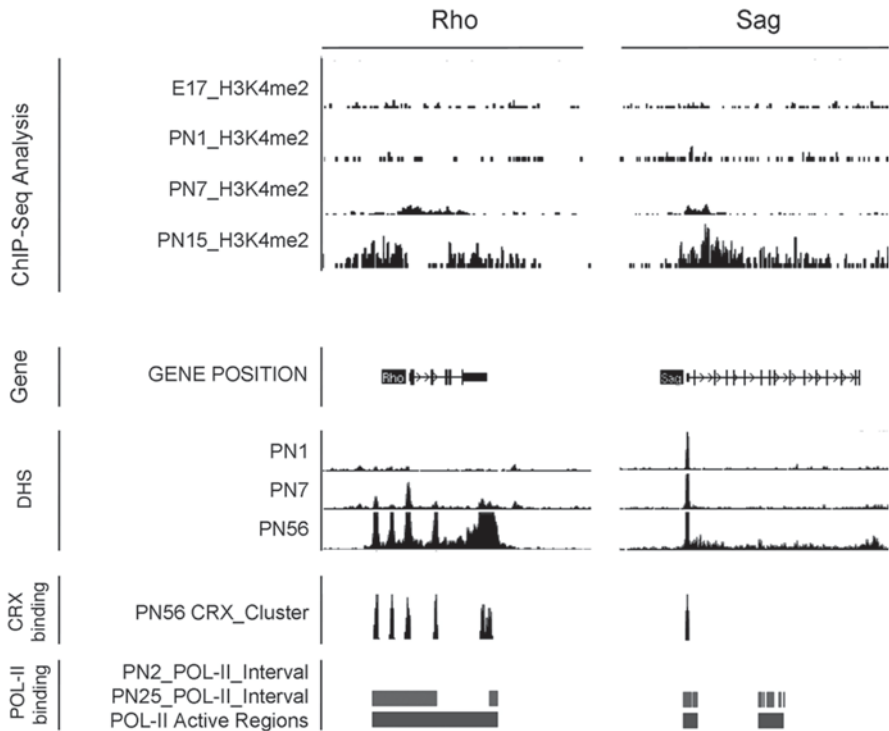 Rho
Sag
ChIP-Seq Analysis
E17_H3K4me2
PN1_H3K4me2
PN7_H3K4me2
PN15_H3K4me2
Gene
GENE POSITION
Rho
Sag
DHS
PN1
PN7
PN56
CRX
binding
PN56 CRX_Cluster
POL-II
binding
PN2_POL-II_Interval
PN25_POL-II_Interval
POL-II Active Regions